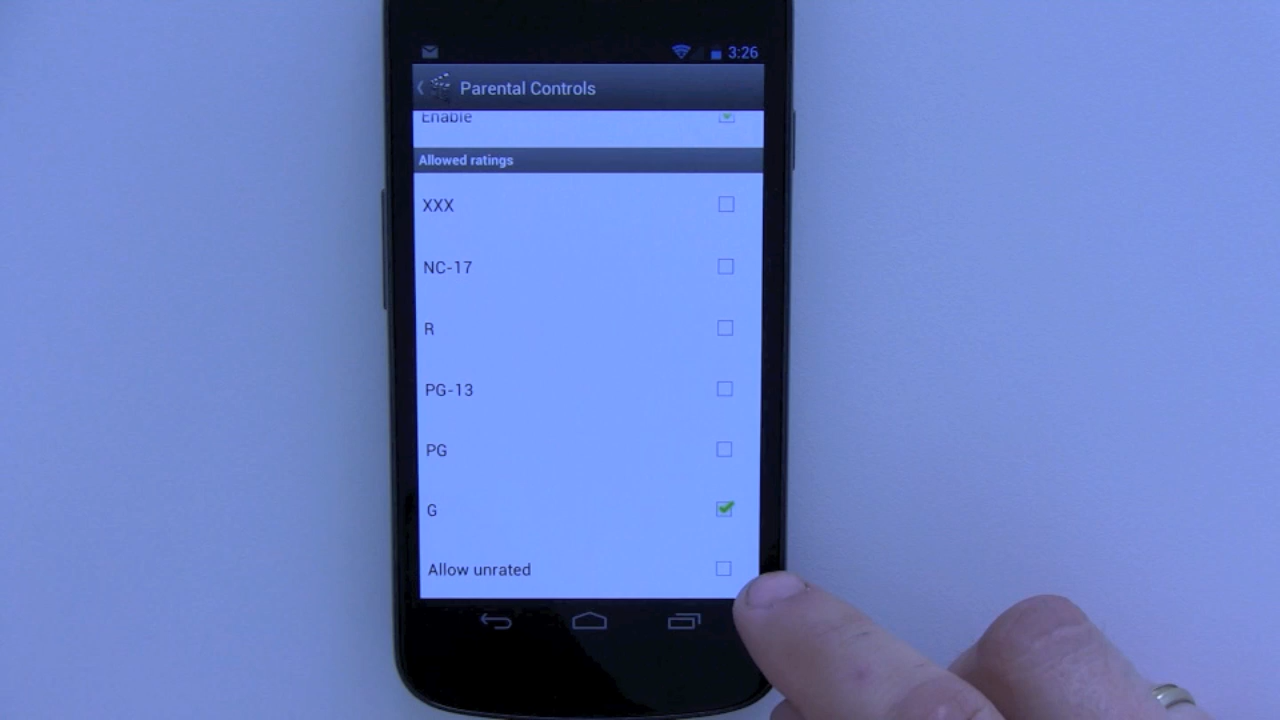 3:26
Parental Controls
Enable
Allowed ratings
XXX
NC-17
R
PG-13
PG
G
Allow unrated